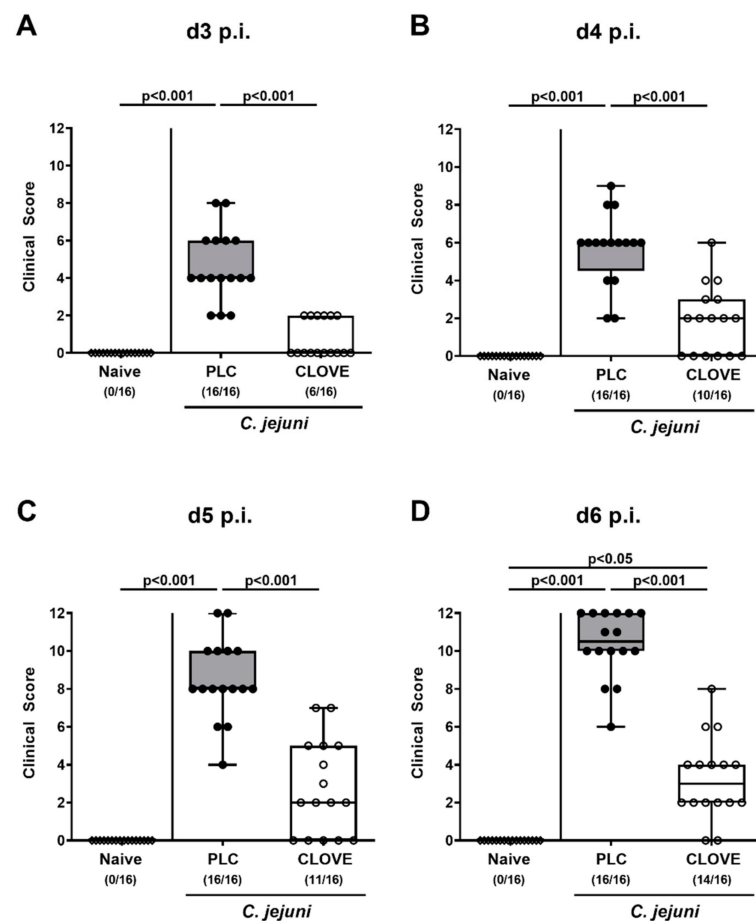 A
d3 p.i.
p<0.001 p<0.001
12
10
8
6
4
2
0
Clinical Score
Naive PLC CLOVE
(0/16) (16/16) (6/16)
C. jejuni
B
d4 p.i.
p<0.001 p<0.001
12
10
8
6
4
2
0
Clinical Score
Naive PLC CLOVE
(0/16) (16/16) (10/16)
C. jejuni
C
d5 p.i.
p<0.001 p<0.001
12
10
8
6
4
2
0
Clinical Score
Naive PLC CLOVE
(0/16) (16/16) (11/16)
C. jejuni
D
d6 p.i.
p<0.05
p<0.001 p<0.001
12
10
8
6
4
2
0
Clinical Score
Naive PLC CLOVE
(0/16) (16/16) (14/16)
C. jejuni